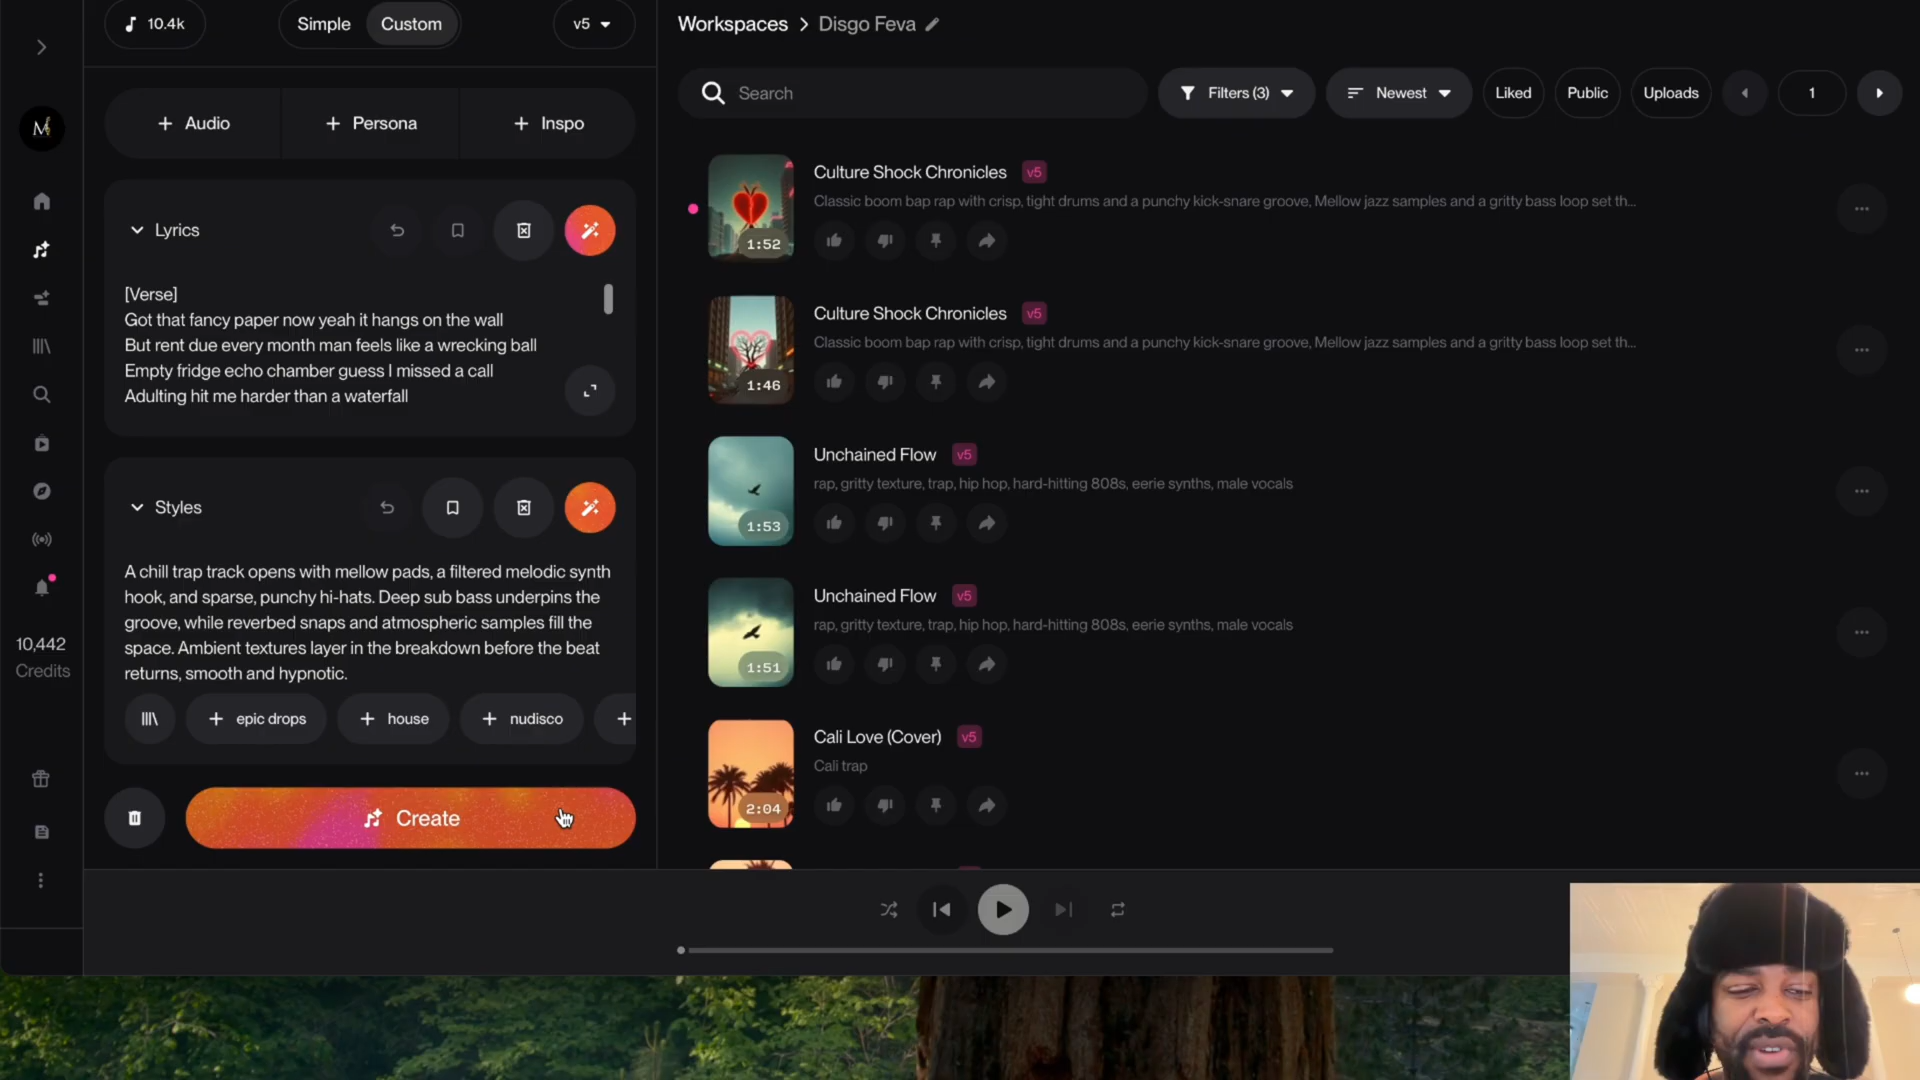 10.4k
Simple
Custom
v5
Workspaces > Disgo Feva
Audio
Persona
Inspo
Search
Filters (3)
Newest
Liked
Public
Uploads
1
Lyrics
[Verse]
Got that fancy paper now yeah it hangs on the wall
But rent due every month man feels like a wrecking ball
Empty fridge echo chamber guess I missed a call
Adulting hit me harder than a waterfall
Styles
A chill trap track opens with mellow pads, a filtered melodic synth
hook, and sparse, punchy hi-hats. Deep sub bass underpins the
groove, while reverbed snaps and atmospheric samples fill the
space. Ambient textures layer in the breakdown before the beat
returns, smooth and hypnotic.
+ epic drops
+ house
+ nudisco
+
Create
10,442
Credits
Culture Shock Chronicles v5
Classic boom bap rap with crisp, tight drums and a punchy kick-snare groove, Mellow jazz samples and a gritty bass loop set th...
1:52
Culture Shock Chronicles v5
Classic boom bap rap with crisp, tight drums and a punchy kick-snare groove, Mellow jazz samples and a gritty bass loop set th...
1:46
Unchained Flow v5
rap, gritty texture, trap, hip hop, hard-hitting 808s, eerie synths, male vocals
1:53
Unchained Flow v5
rap, gritty texture, trap, hip hop, hard-hitting 808s, eerie synths, male vocals
1:51
Cali Love (Cover) v5
Cali trap
2:04